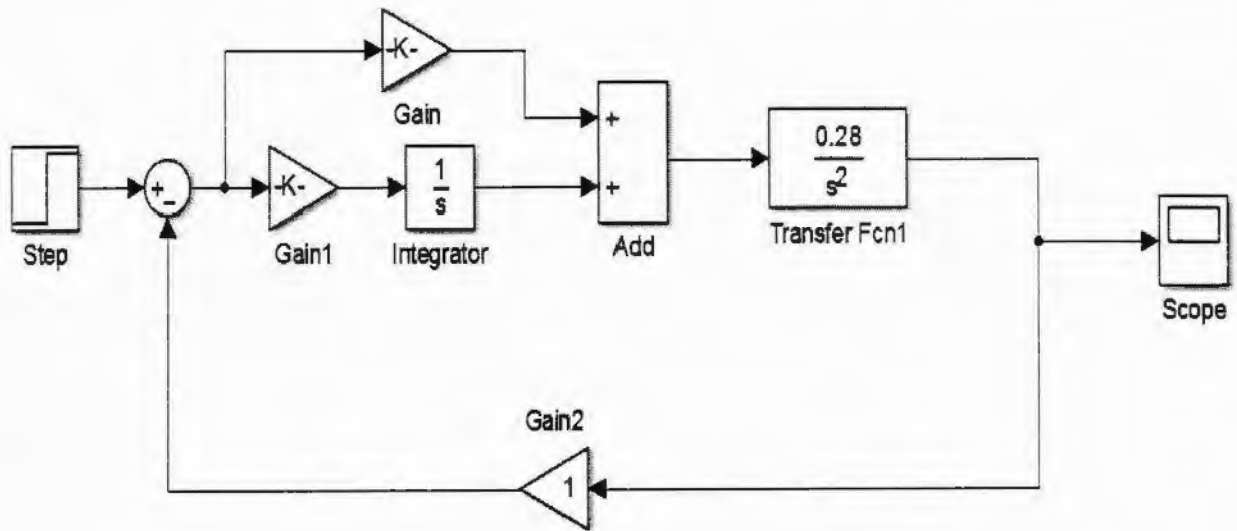 -K-
Gain
+
0.28
s²
+
-
-K-
1
s
+
Step
Gain1
Integrator
Add
Transfer Fcn1
Scope
Gain2
1